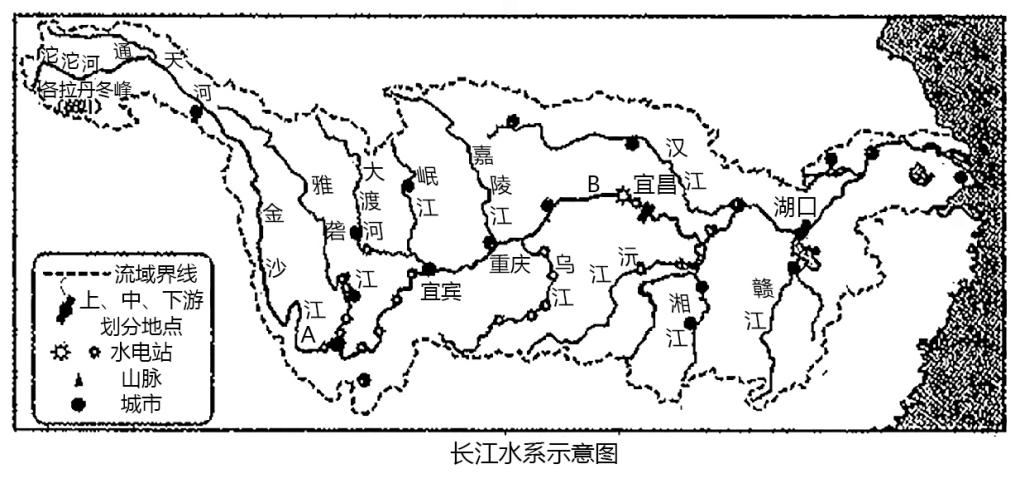 沱沱河
通天河
各拉丹冬峰
(6621)
金沙江
雅砻江
大渡河
岷江
嘉陵江
汉江
B
宜昌
湖口
重庆
乌江
沅江
宜宾
湘江
赣江
A
流域界线
上、中、下游
划分地点
水电站
山脉
城市
长江水系示意图